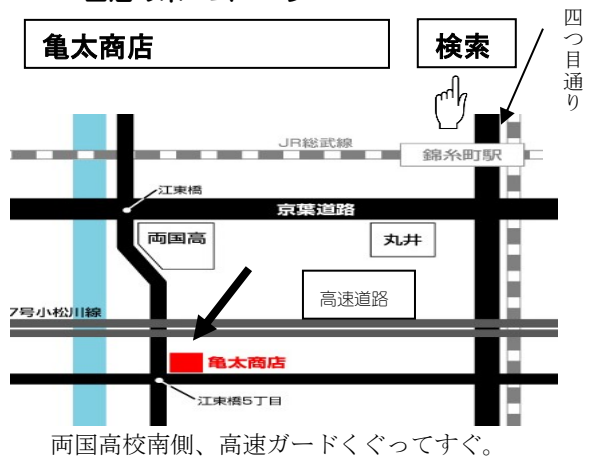 亀太商店
検索
四つ目通り
JR総武線
錦糸町駅
江東橋
京葉道路
両国高
丸井
高速道路
7号小松川線
亀太商店
江東橋5丁目
両国高校南側、高速ガードくぐってすぐ。